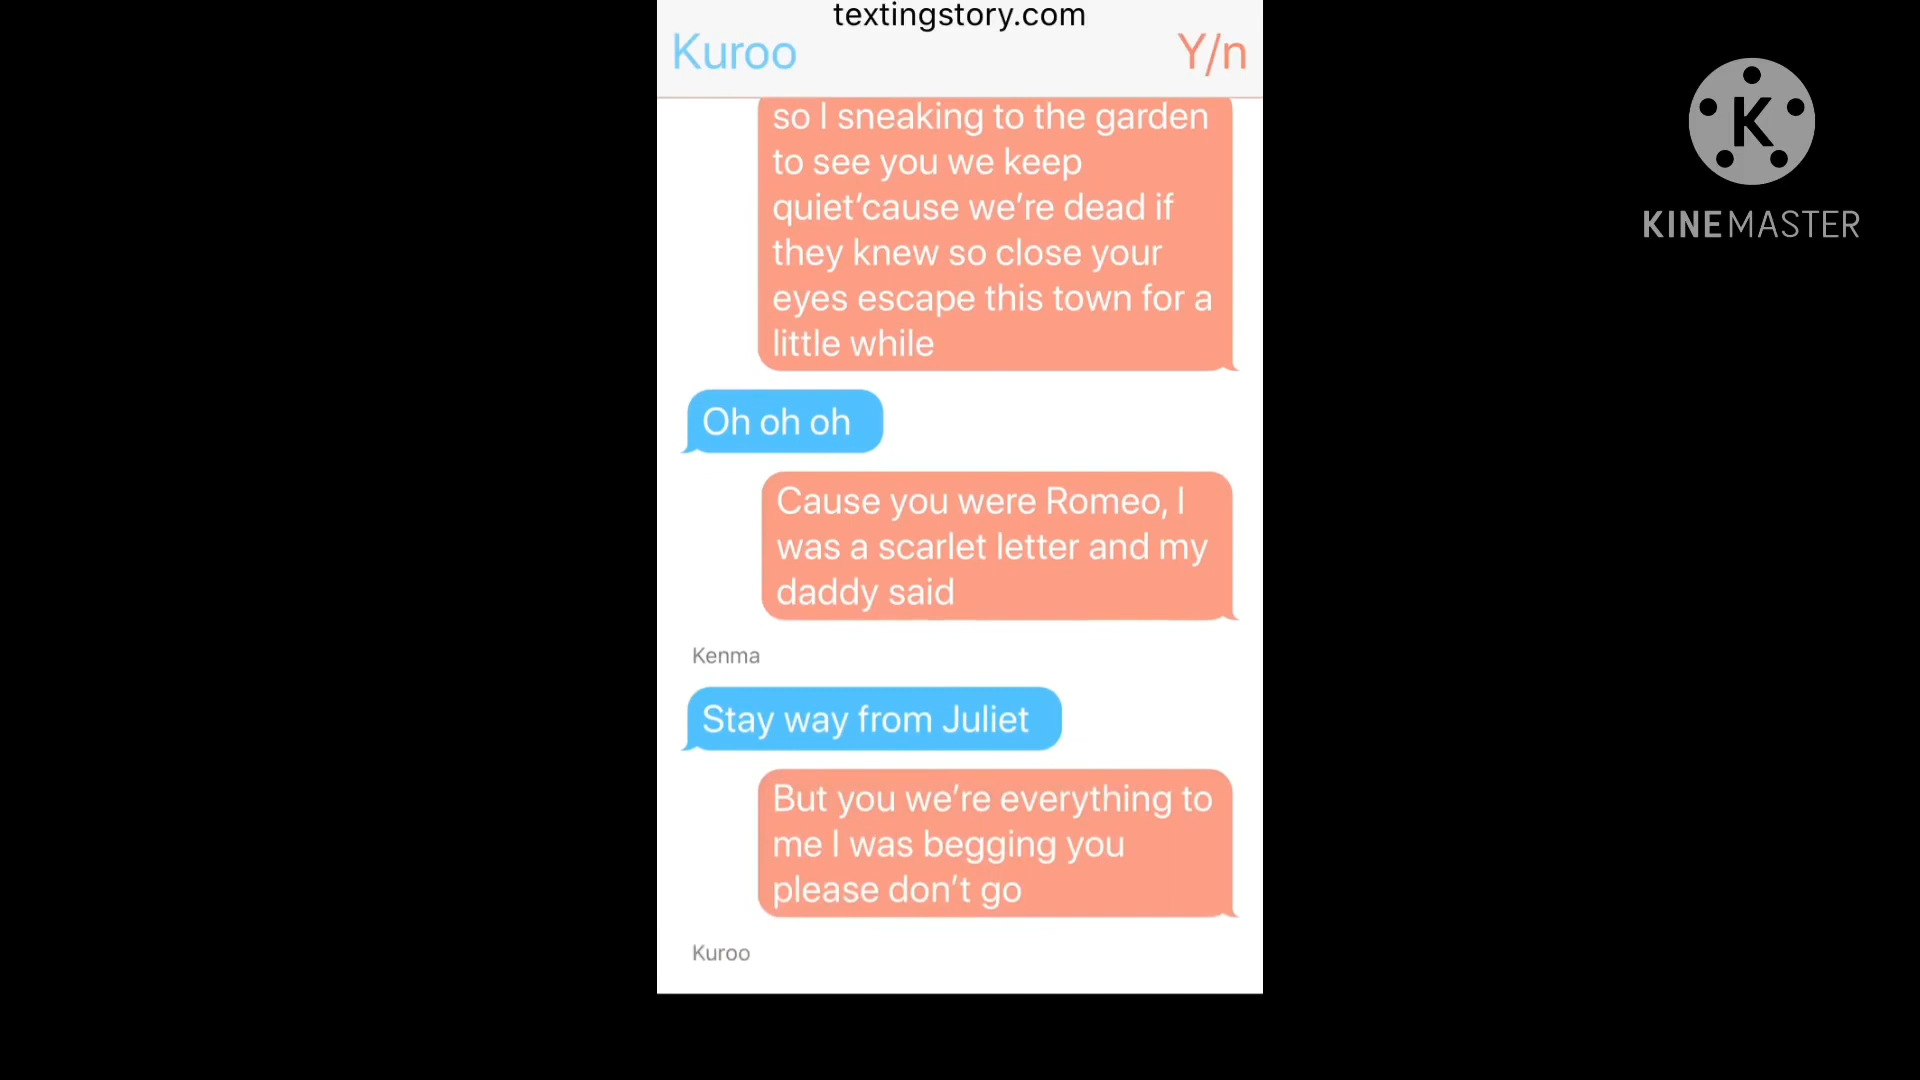 textingstory.com
Kuroo
Y/n
so I sneaking to the garden
to see you we keep
quiet‘cause we’re dead if
they knew so close your
eyes escape this town for a
little while
Oh oh oh
Cause you were Romeo, I
was a scarlet letter and my
daddy said
Kenma
Stay way from Juliet
But you we’re everything to
me I was begging you
please don’t go
Kuroo
K
KINEMASTER